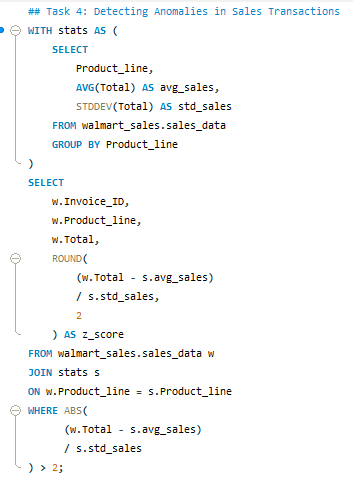 ## Task 4: Detecting Anomalies in Sales Transactions
WITH stats AS (
    SELECT
        Product_line,
        AVG(Total) AS avg_sales,
        STDDEV(Total) AS std_sales
    FROM walmart_sales.sales_data
    GROUP BY Product_line
)
SELECT
    w.Invoice_ID,
    w.Product_line,
    w.Total,
    ROUND(
        (w.Total - s.avg_sales)
        / s.std_sales,
        2
    ) AS z_score
FROM walmart_sales.sales_data w
JOIN stats s
ON w.Product_line = s.Product_line
WHERE ABS(
      (w.Total - s.avg_sales)
      / s.std_sales
) > 2;